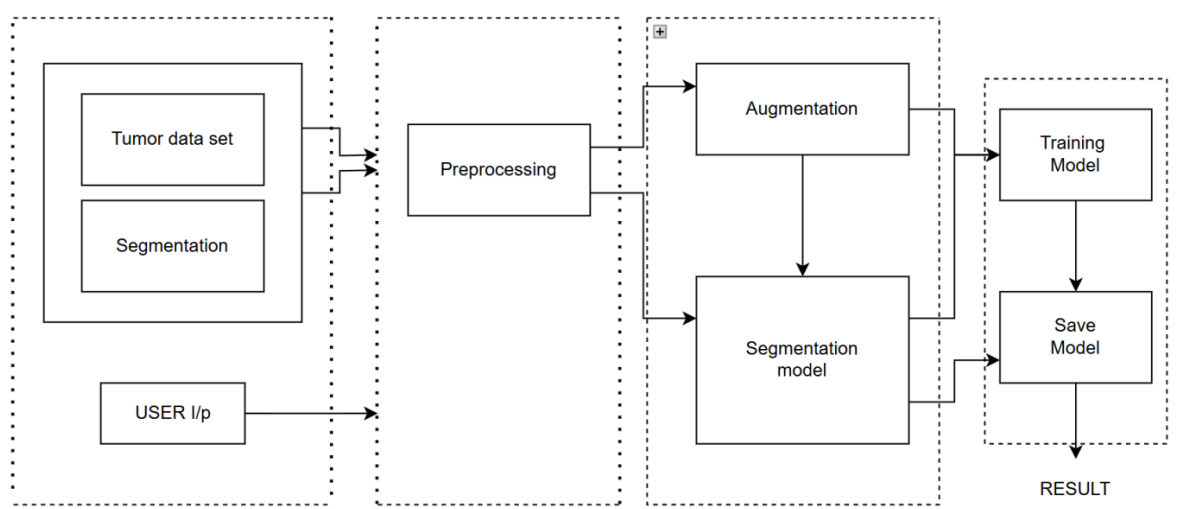 Tumor data set
Segmentation
USER I/p
Preprocessing
Augmentation
Segmentation
model
Training
Model
Save
Model
RESULT